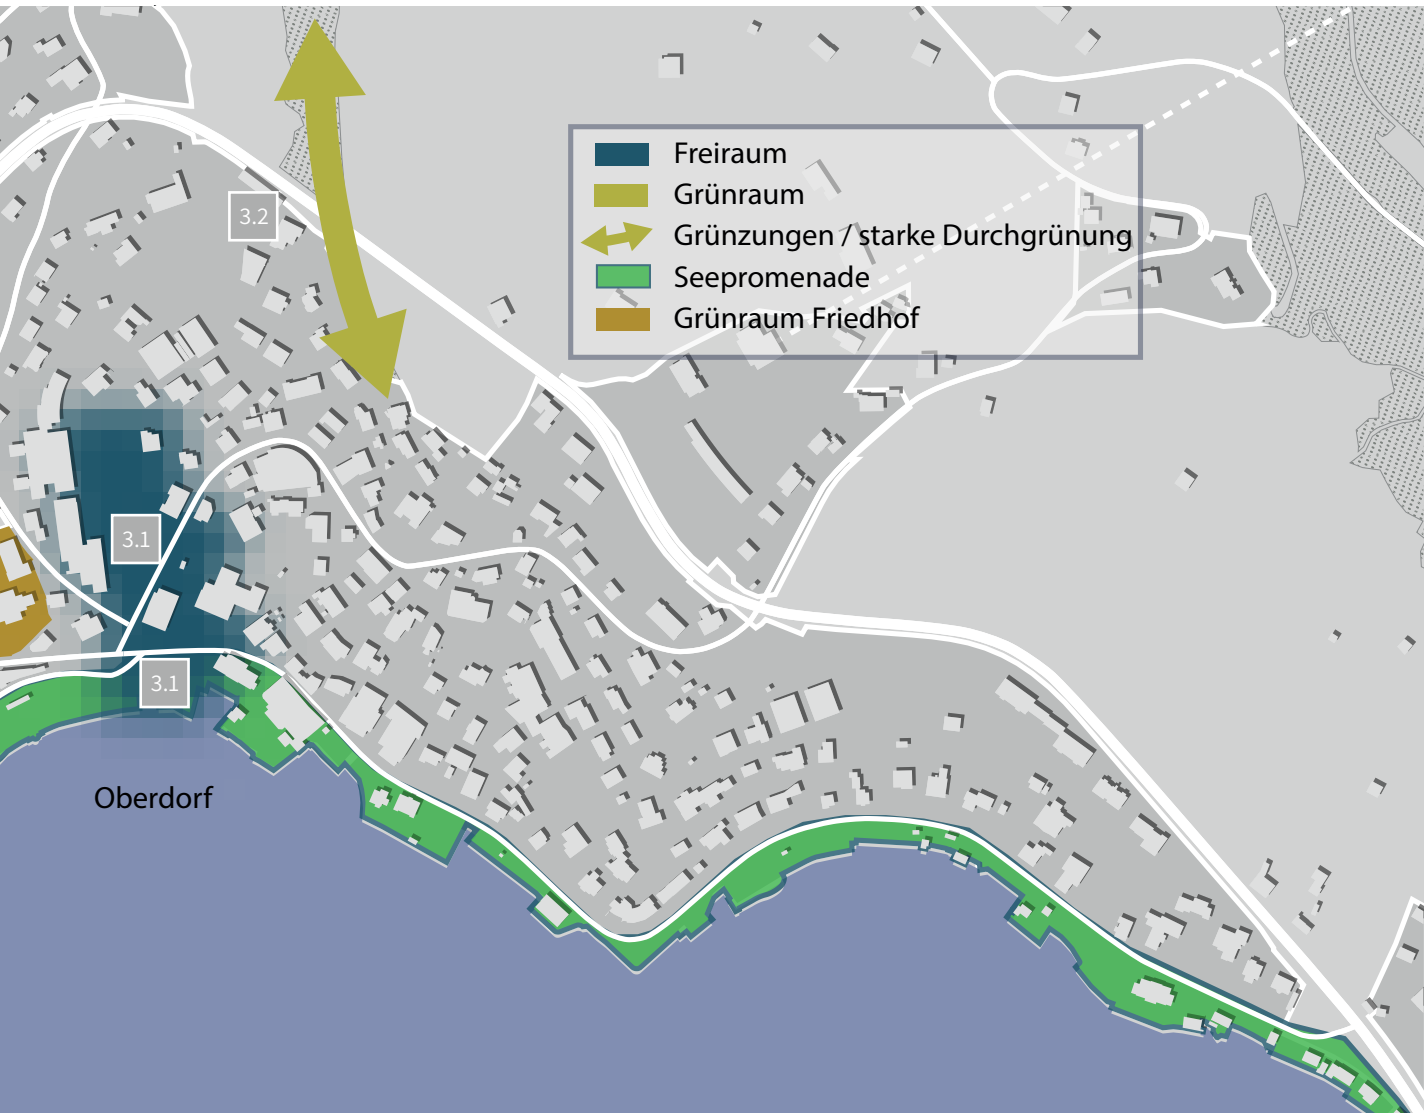 Freiraum
Grünraum
3.2
Grünzungen / starke Durchgrünung
Seepromenade
Grünraum Friedhof
3.1
3.1
Oberdorf